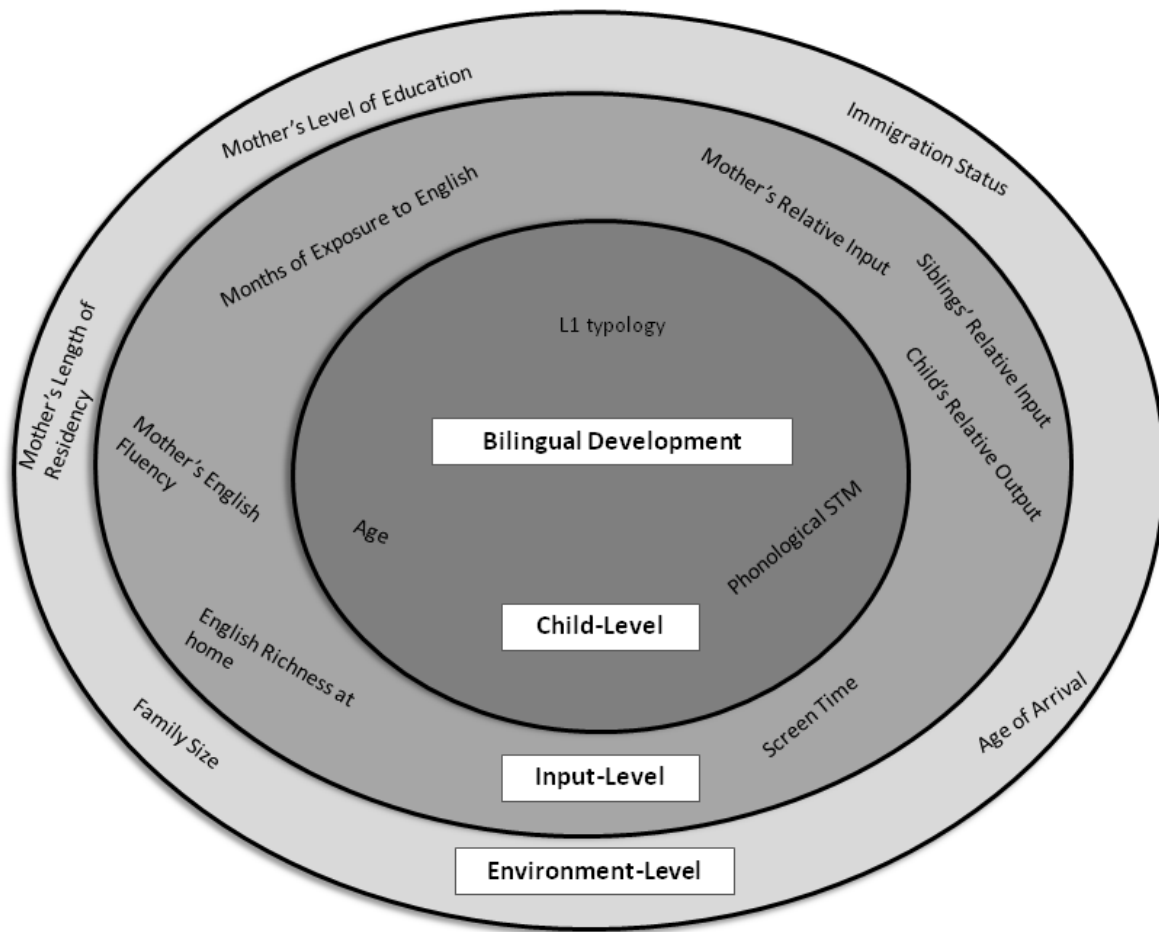 Mother's Level of Education
Immigration Status
Months of Exposure to English
Mother's Relative Input
Siblings' Relative Input
L1 typology
Child's Relative Output
Mother's Length of
Residency
Bilingual Development
Mother's English
Fluency
Age
Phonological STM
Child-Level
English Richness at
home
Screen Time
Family Size
Age of Arrival
Input-Level
Environment-Level